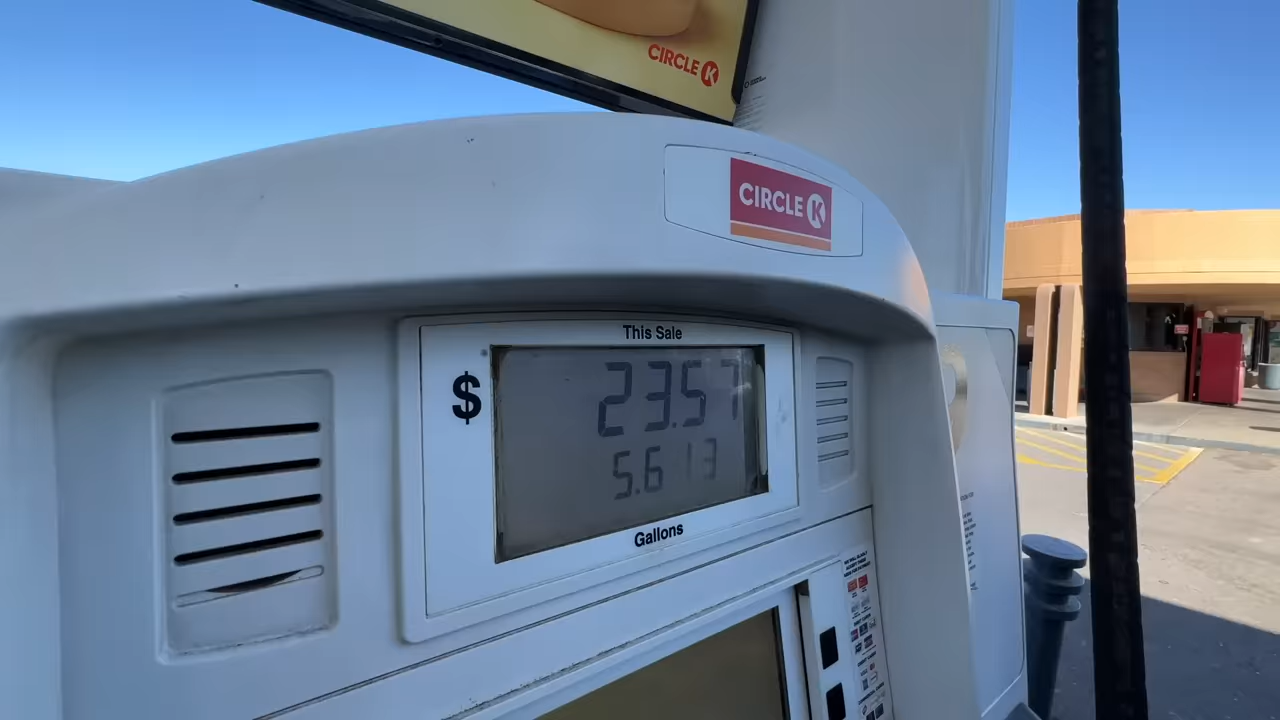 CIRCLE K
CIRCLE K
This Sale
$ 23.57
5.613
Gallons